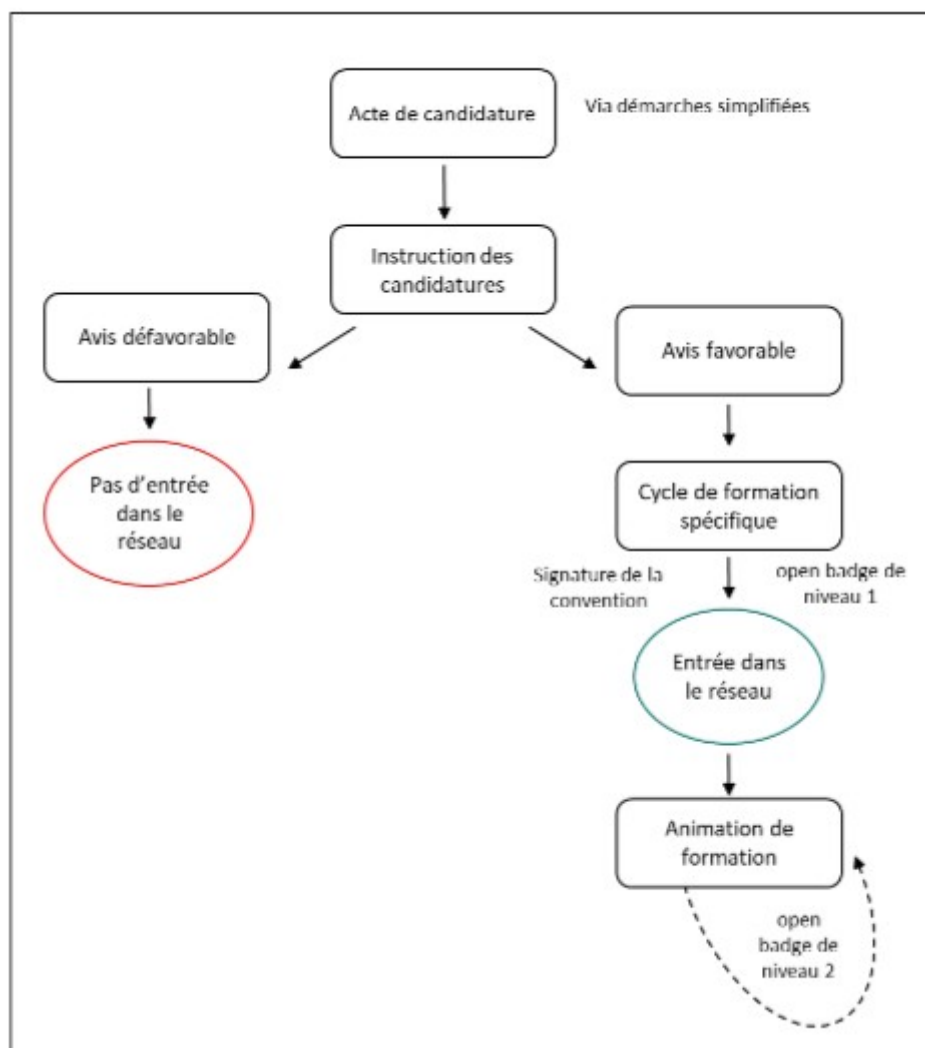 Acte de candidature
Via démarches simplifiées
Instruction des
candidatures
Avis défavorable
Avis favorable
Pas d'entrée
dans le
réseau
Cycle de formation
spécifique
Signature de la
convention
open badge de
niveau 1
Entrée dans
le réseau
Animation de
formation
open
badge de
niveau 2